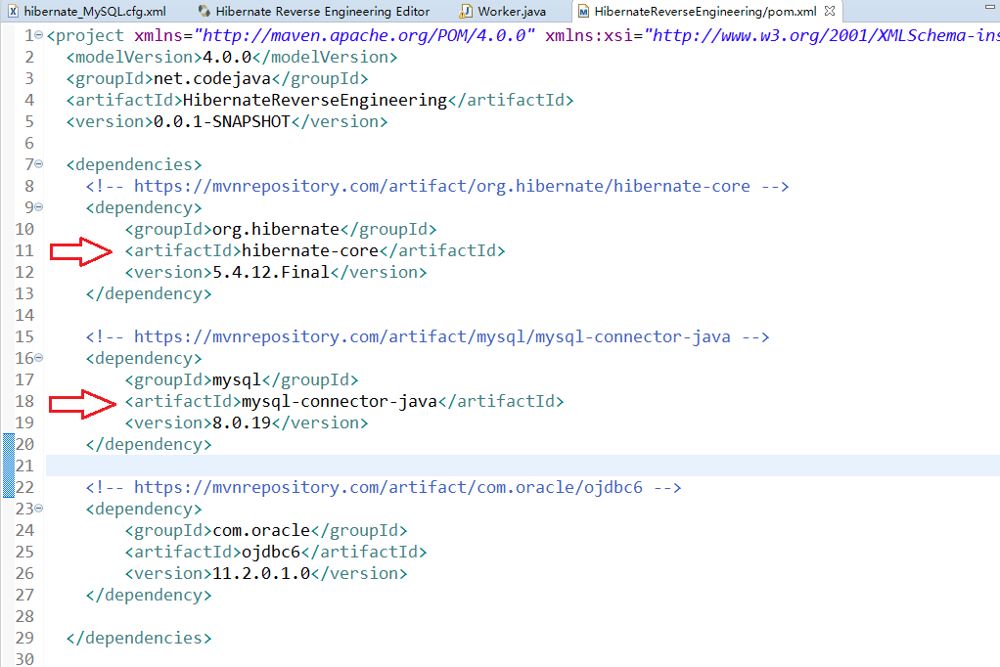 hibernate_MySQL.cfg.xml Hibernate Reverse Engineering Editor Worker.java HibernateReverseEngineering/pom.xml
1 <project xmlns="http://maven.apache.org/POM/4.0.0" xmlns:xsi="http://www.w3.org/2001/XMLSchema-ins
2 <modelVersion>4.0.0</modelVersion>
3 <groupId>net.codejava</groupId>
4 <artifactId>HibernateReverseEngineering</artifactId>
5 <version>0.0.1-SNAPSHOT</version>
6
7 <dependencies>
8 <!-- https://mvnrepository.com/artifact/org.hibernate/hibernate-core -->
9 <dependency>
10 <groupId>org.hibernate</groupId>
11 <artifactId>hibernate-core</artifactId>
12 <version>5.4.12.Final</version>
13 </dependency>
14
15 <!-- https://mvnrepository.com/artifact/mysql/mysql-connector-java -->
16 <dependency>
17 <groupId>mysql</groupId>
18 <artifactId>mysql-connector-java</artifactId>
19 <version>8.0.19</version>
20 </dependency>
21
22 <!-- https://mvnrepository.com/artifact/com.oracle/ojdbc6 -->
23 <dependency>
24 <groupId>com.oracle</groupId>
25 <artifactId>ojdbc6</artifactId>
26 <version>11.2.0.1.0</version>
27 </dependency>
28
29 </dependencies>
30